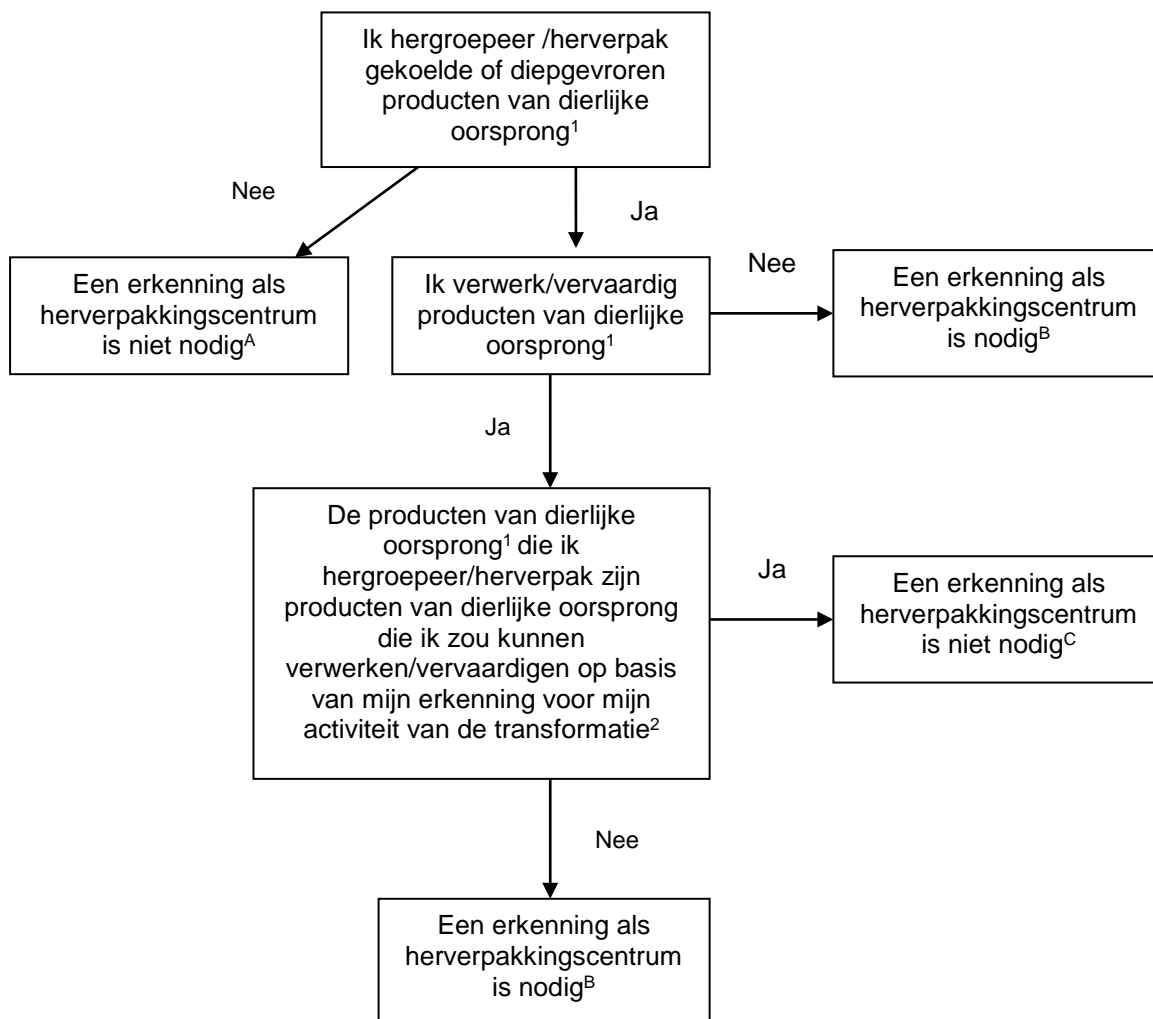 Ik hergroepeer /herverpak
gekoelde of diepgevroren
producten van dierlijke
oorsprong¹
Nee
Ja
Een erkenning als
herverpakkingscentrum
is niet nodigᴬ
Ik verwerk/vervaardig
producten van dierlijke
oorsprong¹
Nee
Een erkenning als
herverpakkingscentrum
is nodigᴮ
Ja
De producten van dierlijke
oorsprong¹ die ik
hergroepeer/herverpak zijn
producten van dierlijke oorsprong
die ik zou kunnen
verwerken/vervaardigen op basis
van mijn erkenning voor mijn
activiteit van de transformatie²
Ja
Een erkenning als
herverpakkingscentrum
is niet nodigC
Nee
Een erkenning als
herverpakkingscentrum
is nodigᴮ